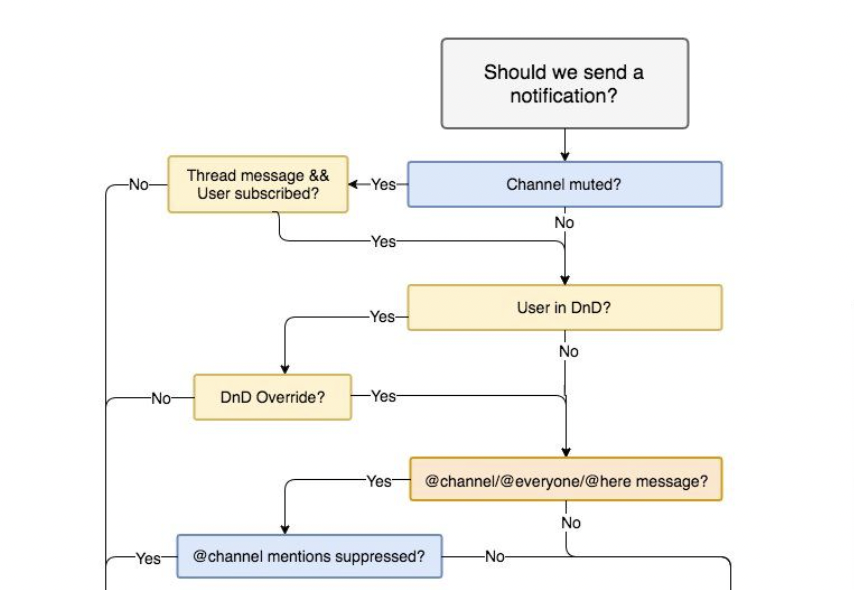 Should we send a
notification?
Channel muted?
Yes
Thread message &&
User subscribed?
No
No
Yes
User in DnD?
Yes
No
DnD Override?
No
Yes
@channel/@everyone/@here message?
Yes
No
@channel mentions suppressed?
Yes
No